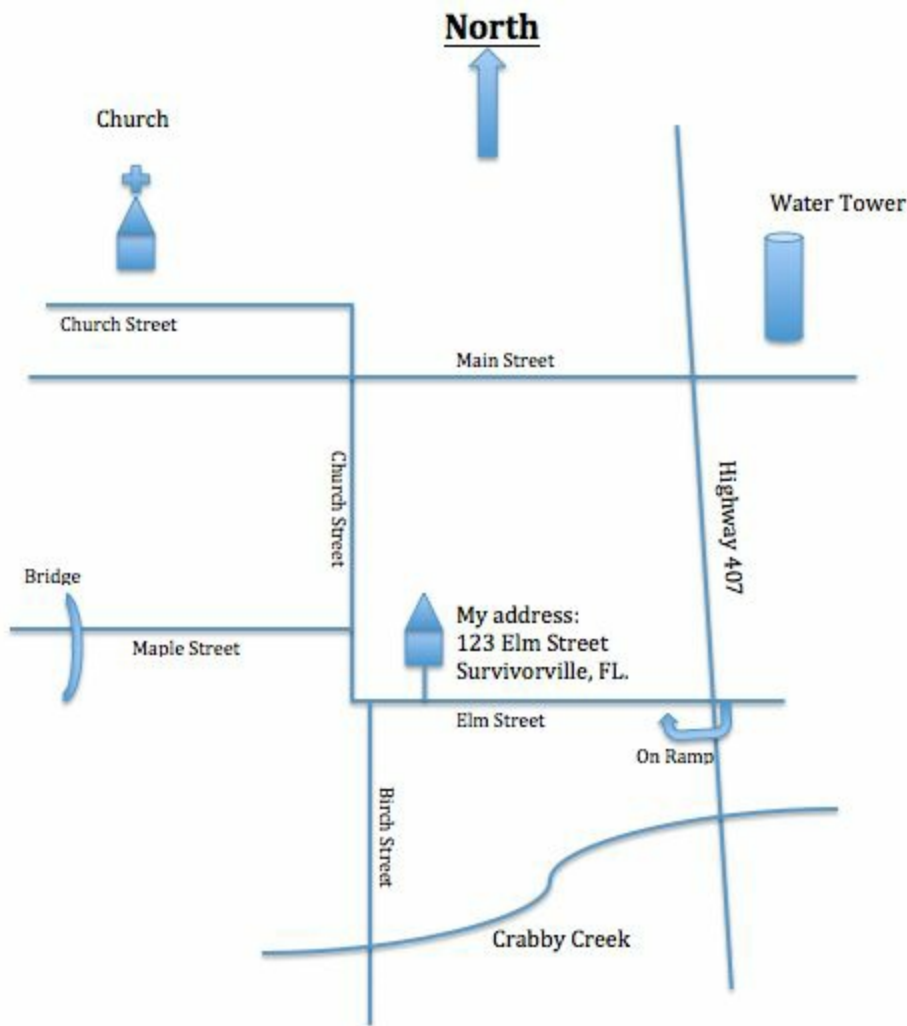 North
Church
Water Tower
Church Street
Main Street
Church Street
Highway 407
Bridge
My address:
123 Elm Street
Survivorville, FL.
Maple Street
Elm Street
On Ramp
Birch Street
Crabby Creek